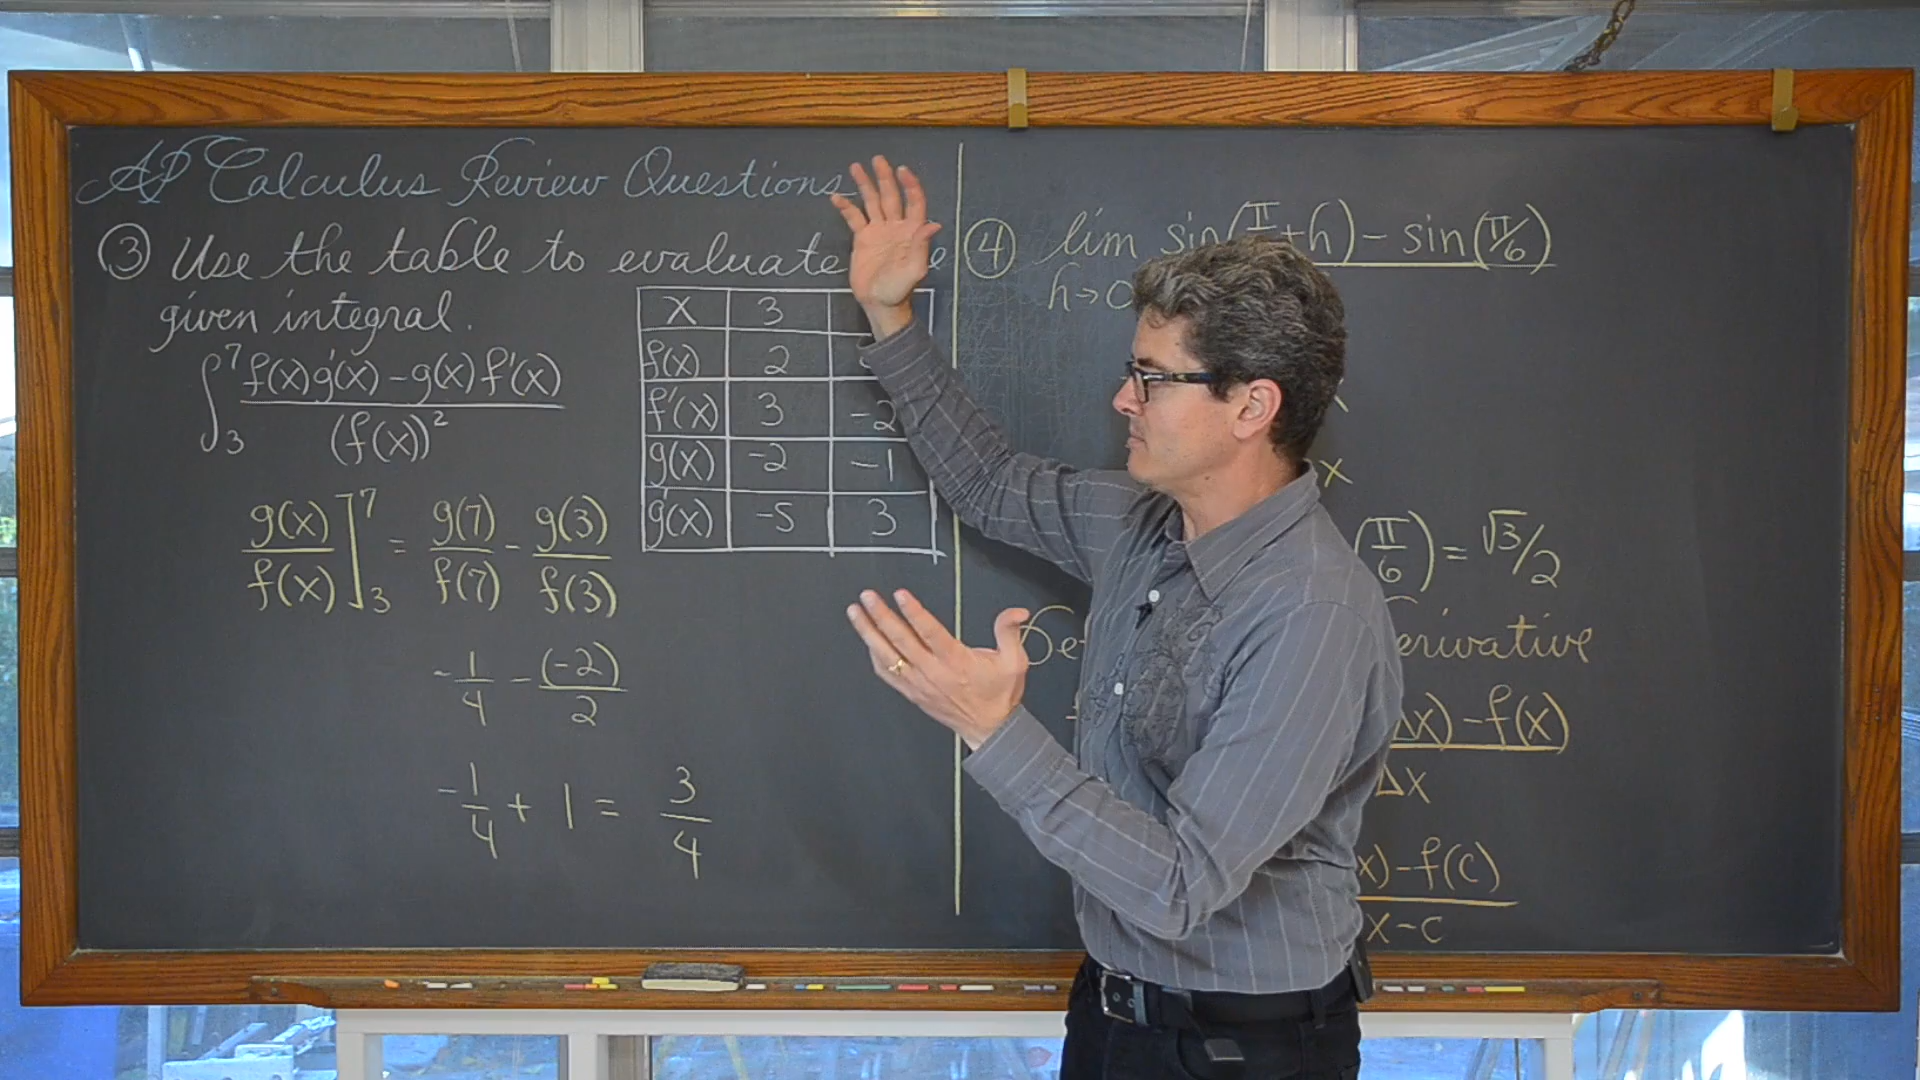 AP Calculus Review Questions
③ Use the table to evaluate
given integral.
∫₃⁷ f(x)g'(x) - g(x)f'(x) / (f(x))²
x | 3
f(x) | 2
f'(x) | 3 | -2
g(x) | -2 | -1
g'(x) | -5 | 3
g(x)/f(x)]₃⁷ = g(7)/f(7) - g(3)/f(3)
-1/4 - (-2)/2
-1/4 + 1 = 3/4
④ lim sin(π/ +h) - sin(π/6)
h→0
x
x
(π/6) = √3/2
De erivative
Δx) - f(x)
Δx
x) - f(c)
x - c